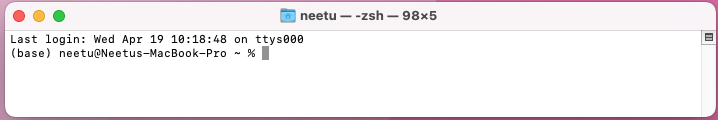 neetu — -zsh — 98×5
Last login: Wed Apr 19 10:18:48 on ttys000
(base) neetu@Neetus-MacBook-Pro ~ %